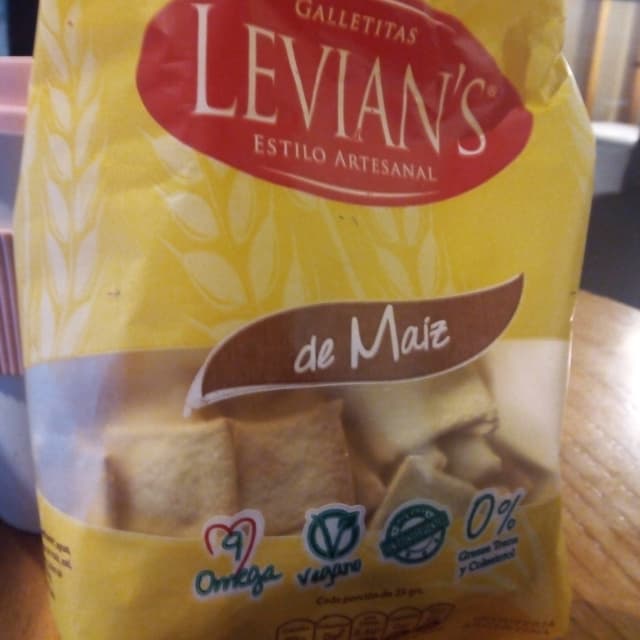 GALLETITAS
LEVIAN'S®
ESTILO ARTESANAL
de Maiz
9
Omega
Vegano
0%
Grasas Trans
y Colesterol
Cada porción de 25 grs.